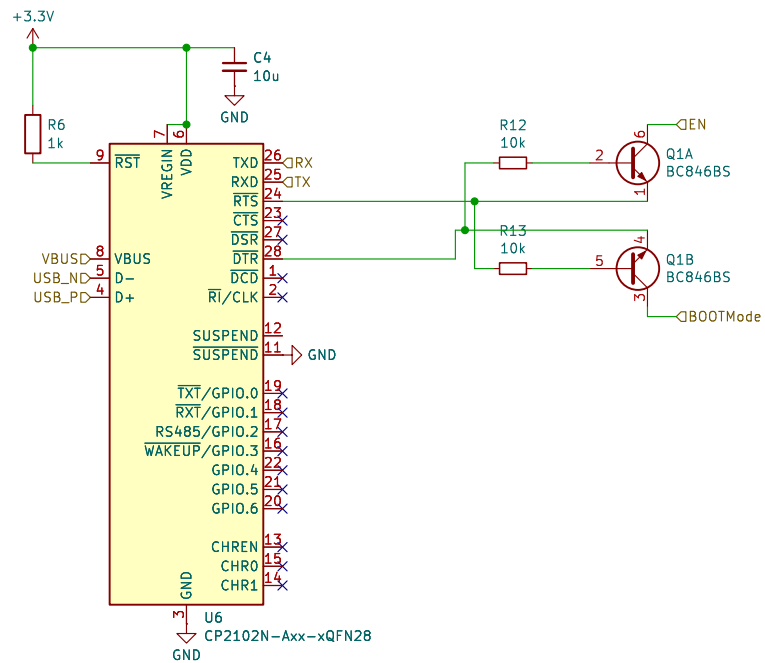 +3.3V
C4
10u
GND
R6
1k
7
6
9
RST
VREGIN
VDD
TXD
26
RX
RXD
25
TX
RTS
24
CTS
23
DSR
27
VBUS
8
VBUS
DTR
28
USB_N
5
D-
DCD
1
USB_P
4
D+
RI/CLK
2
SUSPEND
12
SUSPEND
11
GND
TXT/GPIO.0
19
RXT/GPIO.1
18
RS485/GPIO.2
17
WAKEUP/GPIO.3
16
GPIO.4
22
GPIO.5
21
GPIO.6
20
CHREN
13
CHR0
15
CHR1
14
GND
3
U6
CP2102N-Axx-xQFN28
GND
R12
10k
2
6
EN
Q1A
BC846BS
1
R13
10k
5
4
Q1B
BC846BS
3
BOOTMode